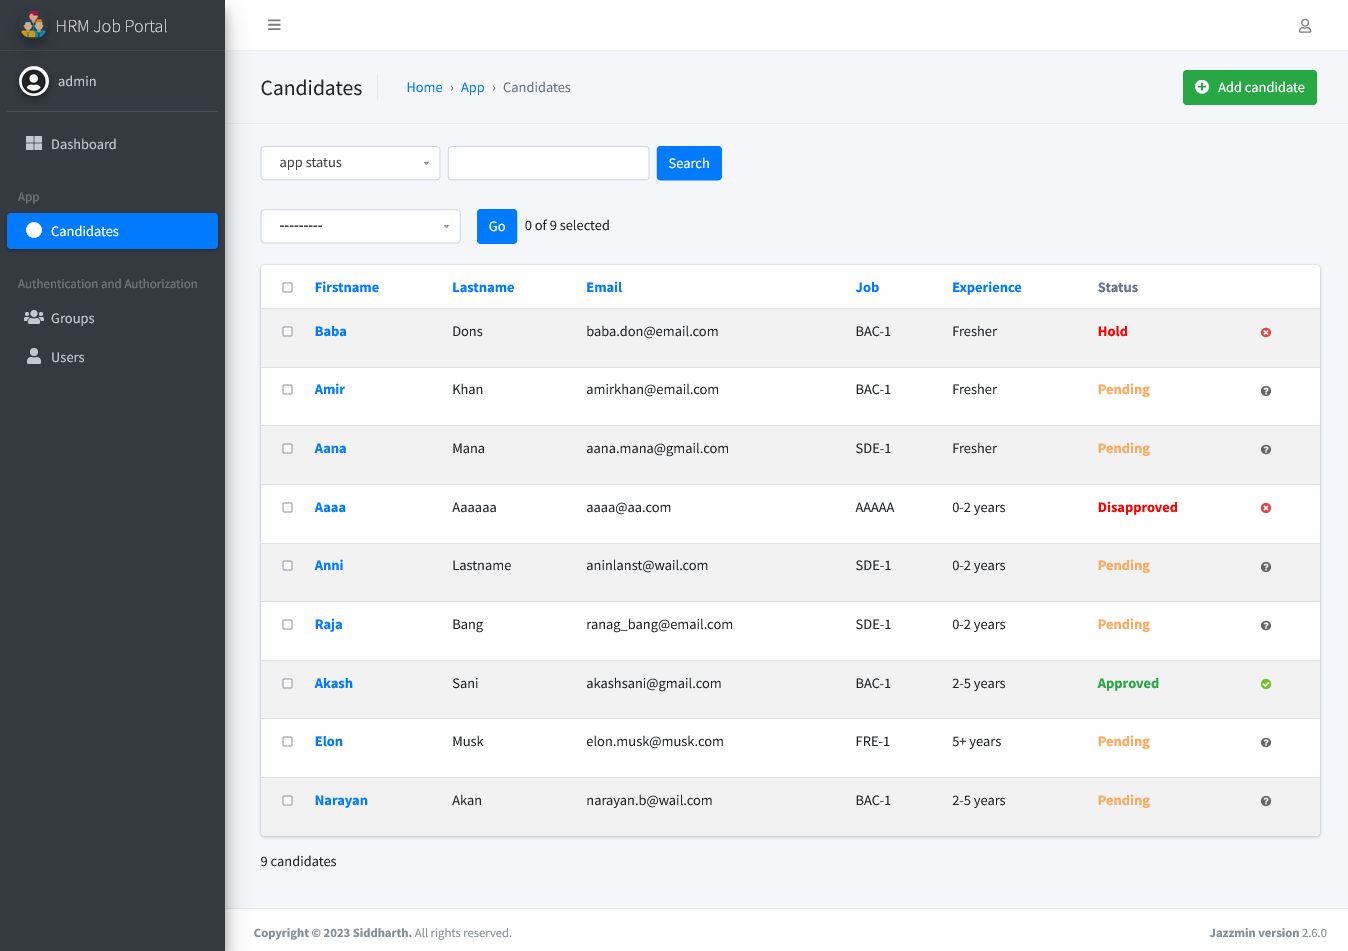 HRM Job Portal
admin
Dashboard
App
Candidates
Authentication and Authorization
Groups
Users
Candidates
Home › App › Candidates
Add candidate
app status
Search
---------
Go
0 of 9 selected
Firstname Lastname Email Job Experience Status
Baba Dons baba.don@email.com BAC-1 Fresher Hold
Amir Khan amirkhan@email.com BAC-1 Fresher Pending
Aana Mana aana.mana@gmail.com SDE-1 Fresher Pending
Aaaa Aaaaaa aaaa@aa.com AAAAA 0-2 years Disapproved
Anni Lastname aninlanst@wail.com SDE-1 0-2 years Pending
Raja Bang ranag_bang@email.com SDE-1 0-2 years Pending
Akash Sani akashsani@gmail.com BAC-1 2-5 years Approved
Elon Musk elon.musk@musk.com FRE-1 5+ years Pending
Narayan Akan narayan.b@wail.com BAC-1 2-5 years Pending
9 candidates
Copyright © 2023 Siddharth. All rights reserved.
Jazzmin version 2.6.0